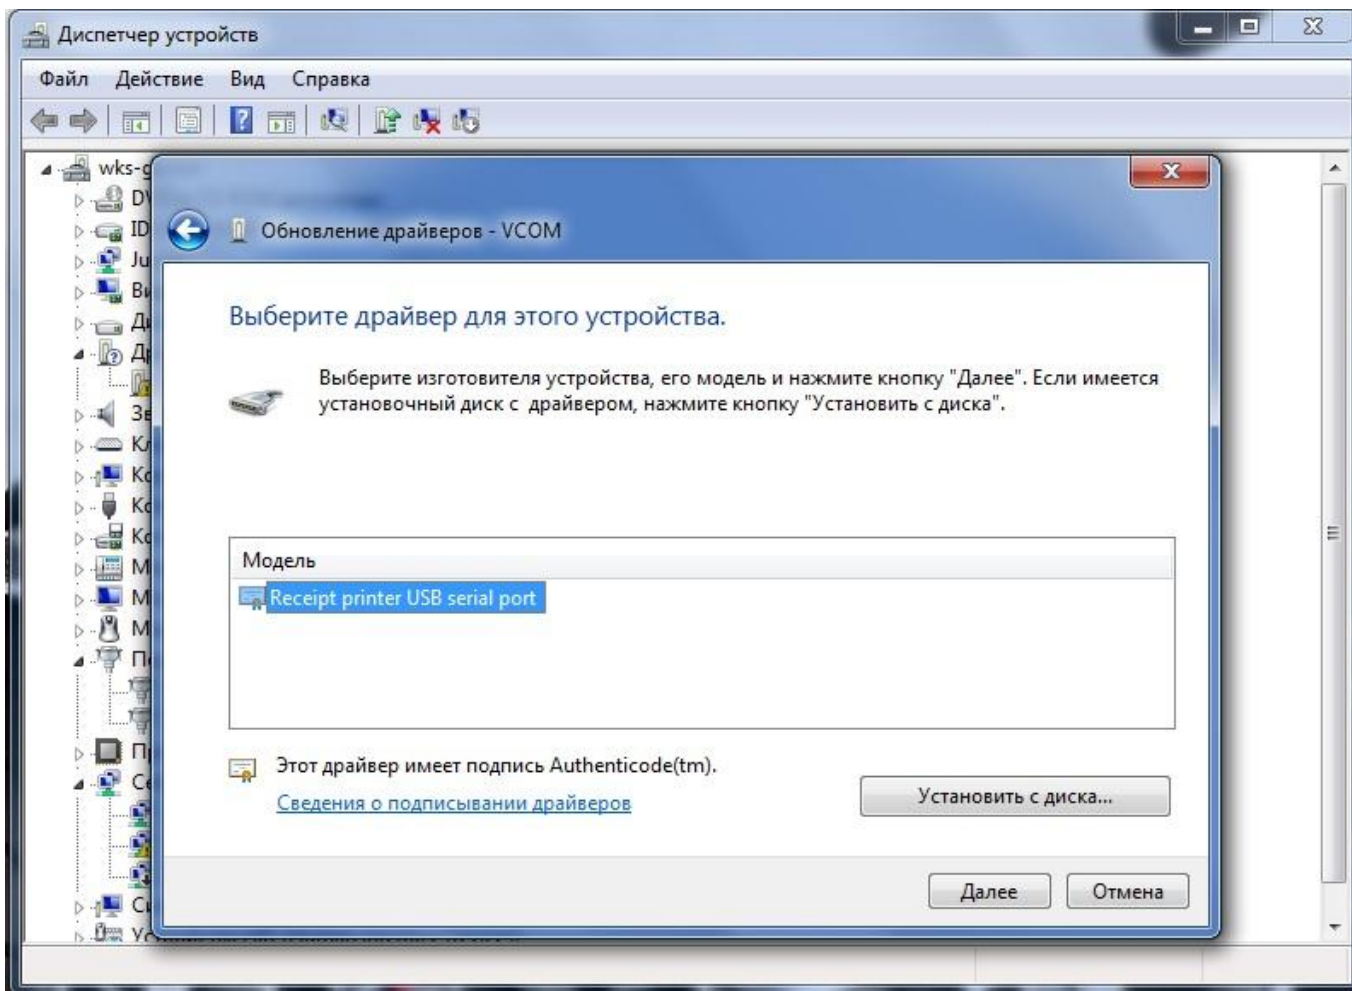 Диспетчер устройств
Файл Действие Вид Справка
Обновление драйверов - VCOM
Выберите драйвер для этого устройства.
Выберите изготовителя устройства, его модель и нажмите кнопку "Далее". Если имеется
установочный диск с драйвером, нажмите кнопку "Установить с диска".
Модель
Receipt printer USB serial port
Этот драйвер имеет подпись Authenticode(tm).
Сведения о подписывании драйверов
Установить с диска...
Далее Отмена